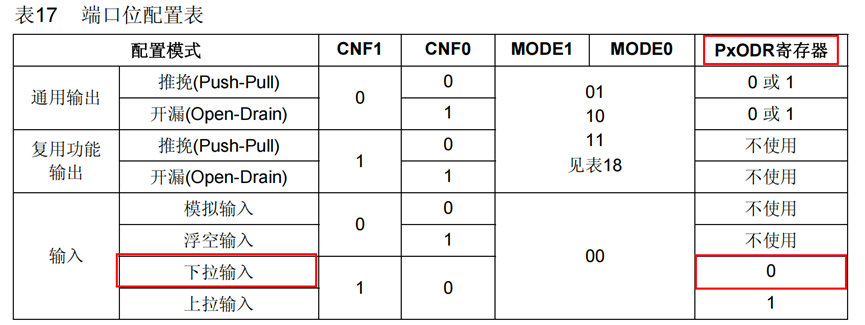 表17 端口位配置表
配置模式 CNF1 CNF0 MODE1 MODE0 PxODR寄存器
通用输出 推挽(Push-Pull) 0 0 01 10 11 见表18 0 或 1
开漏(Open-Drain) 1 0 或 1
复用功能输出 推挽(Push-Pull) 1 0 不使用
开漏(Open-Drain) 1 不使用
输入 模拟输入 0 0 00 不使用
浮空输入 1 不使用
下拉输入 1 0 0
上拉输入 1